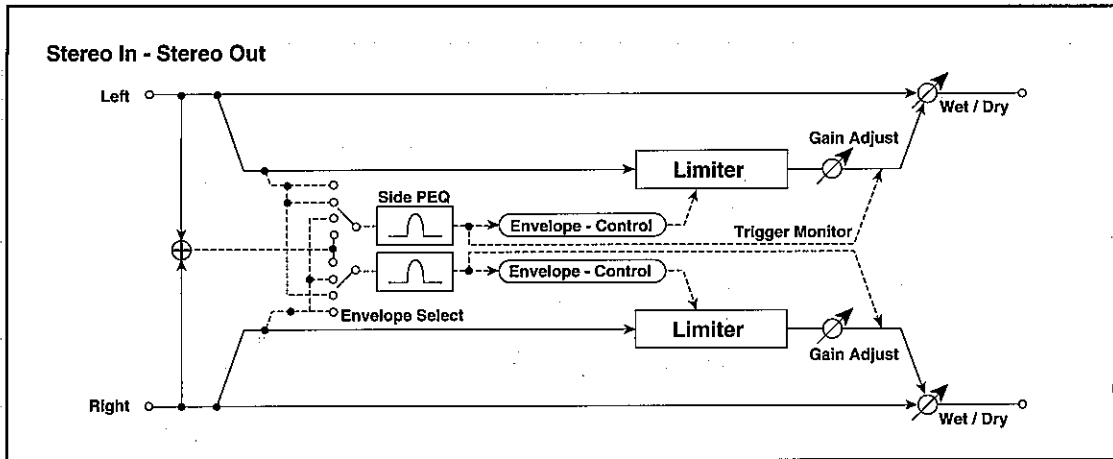 Stereo In - Stereo Out
Left
Wet / Dry
Gain Adjust
Limiter
Side PEQ
Envelope - Control
Trigger Monitor
Envelope - Control
Envelope Select
Limiter
Gain Adjust
Right
Wet / Dry